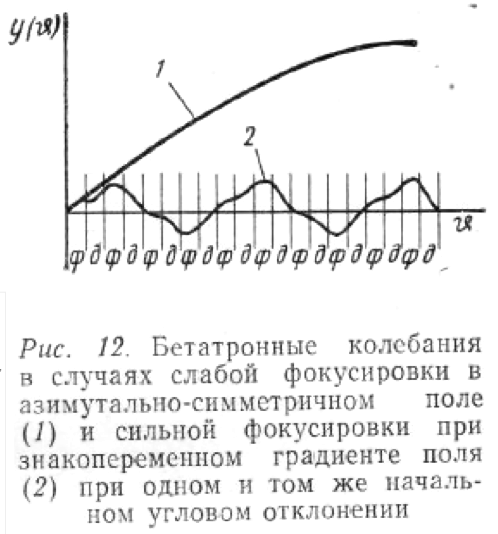 y(ϑ)
1
2
ϑ
ф д ф д ф д ф д ф д ф д ф д ф д ф д ф д
Рис. 12. Бетатронные колебания
в случаях слабой фокусировки в
азимутально-симметричном поле
(1) и сильной фокусировки при
знакопеременном градиенте поля
(2) при одном и том же началь-
ном угловом отклонении